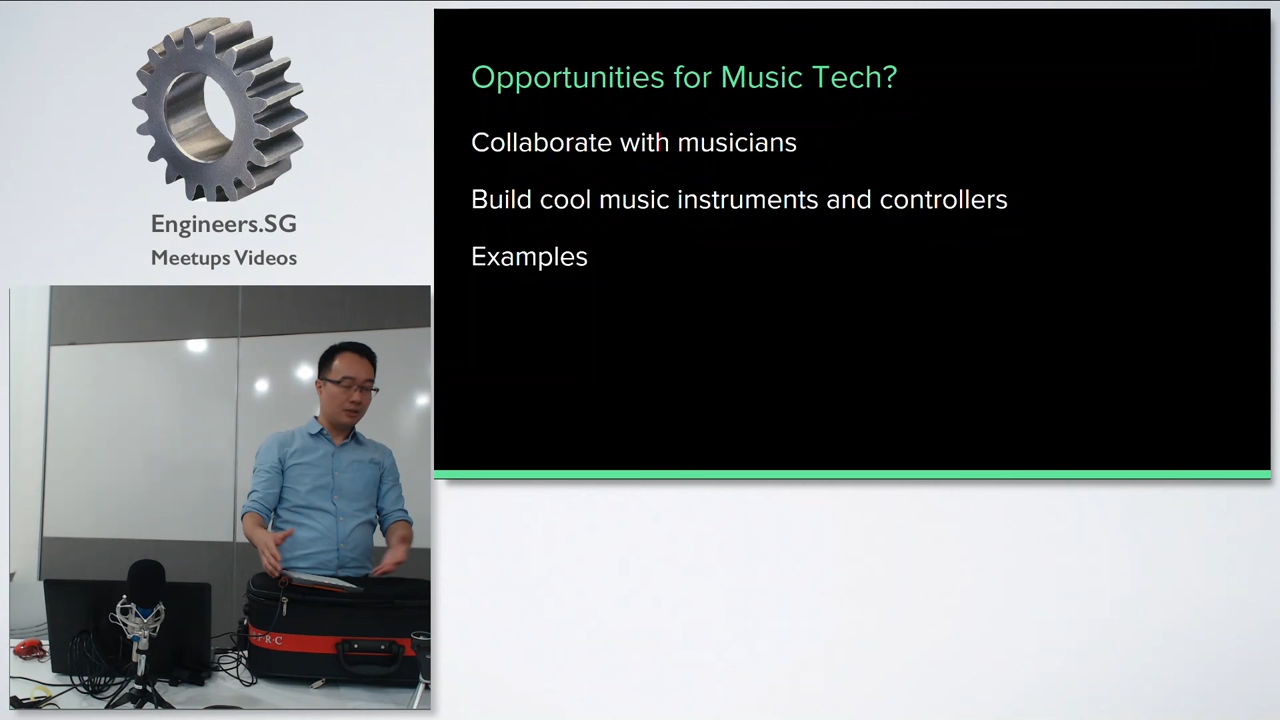 Engineers.SG
Meetups Videos
Opportunities for Music Tech?
Collaborate with musicians
Build cool music instruments and controllers
Examples